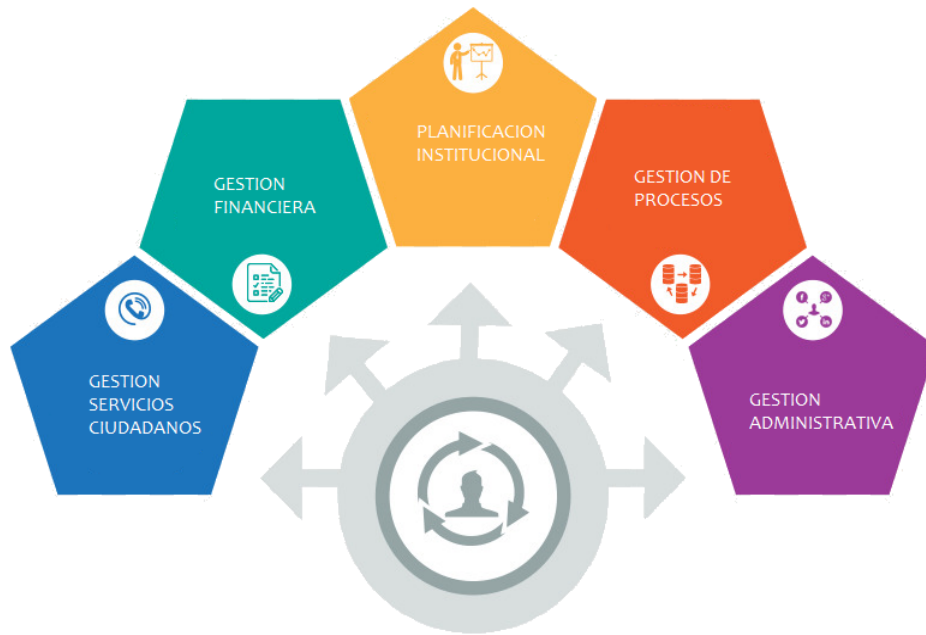 PLANIFICACION
INSTITUCIONAL
GESTION
FINANCIERA
GESTION DE
PROCESOS
GESTION
SERVICIOS
CIUDADANOS
GESTION
ADMINISTRATIVA